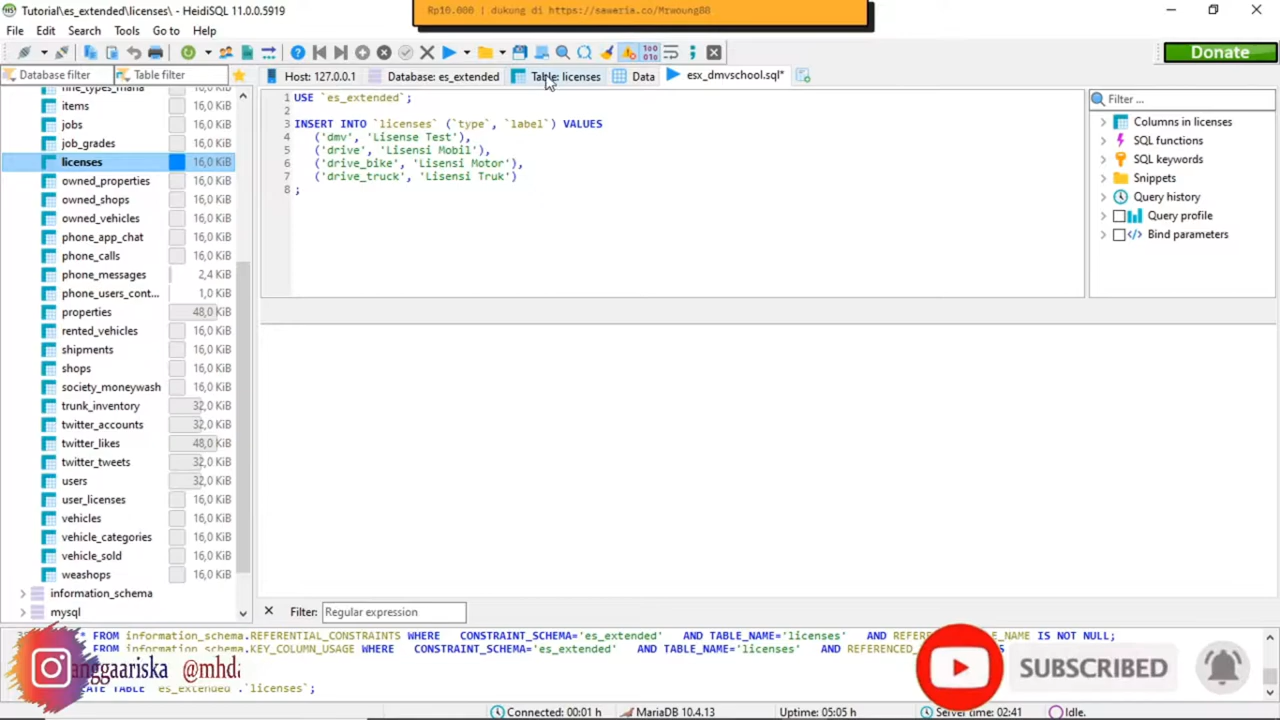 Tutorial\es_extended\licenses\ - HeidiSQL 11.0.0.5919
Rp10.000 | dukung di https://saweria.co/Mrwoung88
File Edit Search Tools Go to Help
Donate
Database filter Table filter
Host: 127.0.0.1 Database: es_extended Table: licenses Data esx_dmvschool.sql*
items 16,0 KiB
jobs 16,0 KiB
job_grades 16,0 KiB
licenses 16,0 KiB
owned_properties 16,0 KiB
owned_shops 16,0 KiB
owned_vehicles 16,0 KiB
phone_app_chat 16,0 KiB
phone_calls 16,0 KiB
phone_messages 2,4 KiB
phone_users_cont... 1,0 KiB
properties 48,0 KiB
rented_vehicles 16,0 KiB
shipments 16,0 KiB
shops 16,0 KiB
society_moneywash 16,0 KiB
trunk_inventory 32,0 KiB
twitter_accounts 32,0 KiB
twitter_likes 48,0 KiB
twitter_tweets 32,0 KiB
users 32,0 KiB
user_licenses 16,0 KiB
vehicles 16,0 KiB
vehicle_categories 16,0 KiB
vehicle_sold 16,0 KiB
weashops 16,0 KiB
information_schema
mysql
1 USE `es_extended`;
2
3 INSERT INTO `licenses` (`type`, `label`) VALUES
4 ('dmv', 'Lisense Test'),
5 ('drive', 'Lisensi Mobil'),
6 ('drive_bike', 'Lisensi Motor'),
7 ('drive_truck', 'Lisensi Truk')
8 ;
Filter ...
Columns in licenses
SQL functions
SQL keywords
Snippets
Query history
Query profile
Bind parameters
Filter: Regular expression
* FROM information_schema.REFERENTIAL_CONSTRAINTS WHERE CONSTRAINT_SCHEMA='es_extended' AND TABLE_NAME='licenses' AND NAME IS NOT NULL;
FROM information_schema.KEY_COLUMN_USAGE WHERE CONSTRAINT_SCHEMA='es_extended' AND TABLE_NAME='licenses' AND
TABLE `es_extended`.`licenses`;
anggaariska @mhda
SUBSCRIBED
Connected: 00:01 h MariaDB 10.4.13 Uptime: 05:05 h Server time: 02:41 Idle.